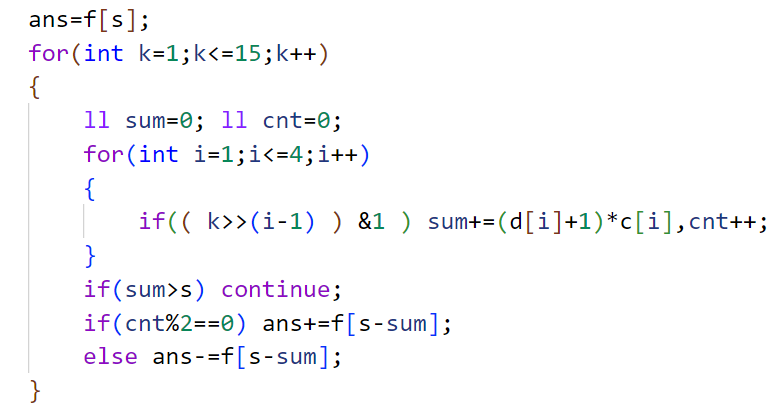 ans=f[s];
for(int k=1;k<=15;k++)
{
    ll sum=0; ll cnt=0;
    for(int i=1;i<=4;i++)
    {
        if(( k>>(i-1) ) &1 ) sum+=(d[i]+1)*c[i],cnt++;
    }
    if(sum>s) continue;
    if(cnt%2==0) ans+=f[s-sum];
    else ans-=f[s-sum];
}